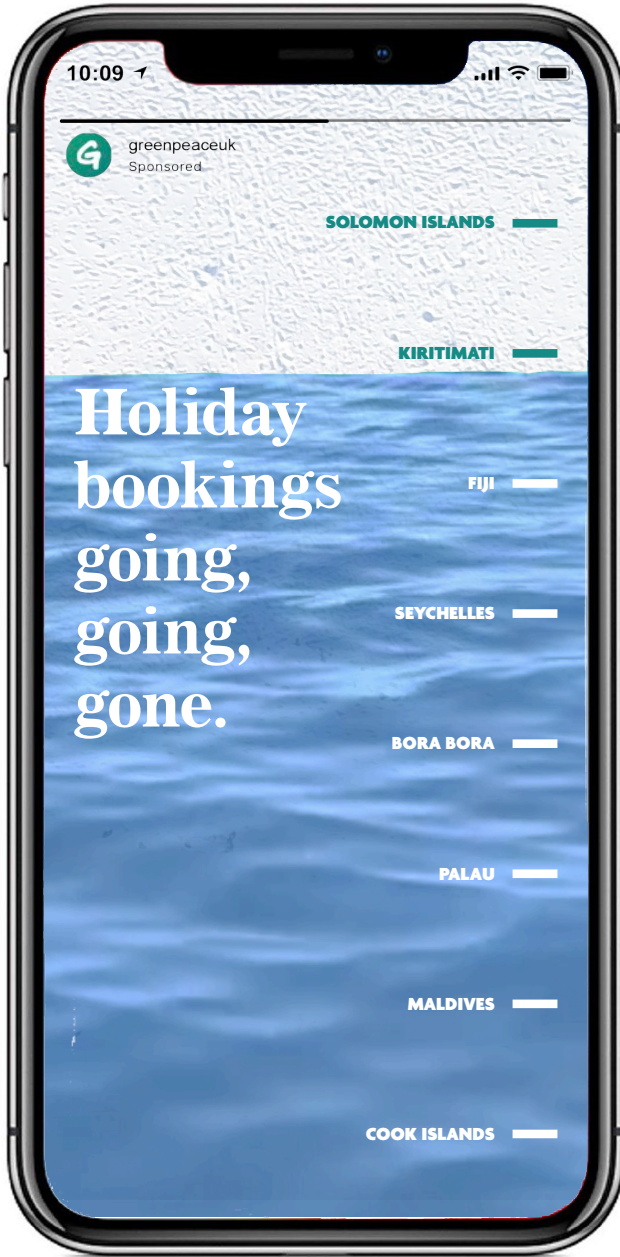 10:09
greenpeaceuk
Sponsored
SOLOMON ISLANDS
KIRITIMATI
Holiday
bookings
going,
going,
gone.
FIJI
SEYCHELLES
BORA BORA
PALAU
MALDIVES
COOK ISLANDS